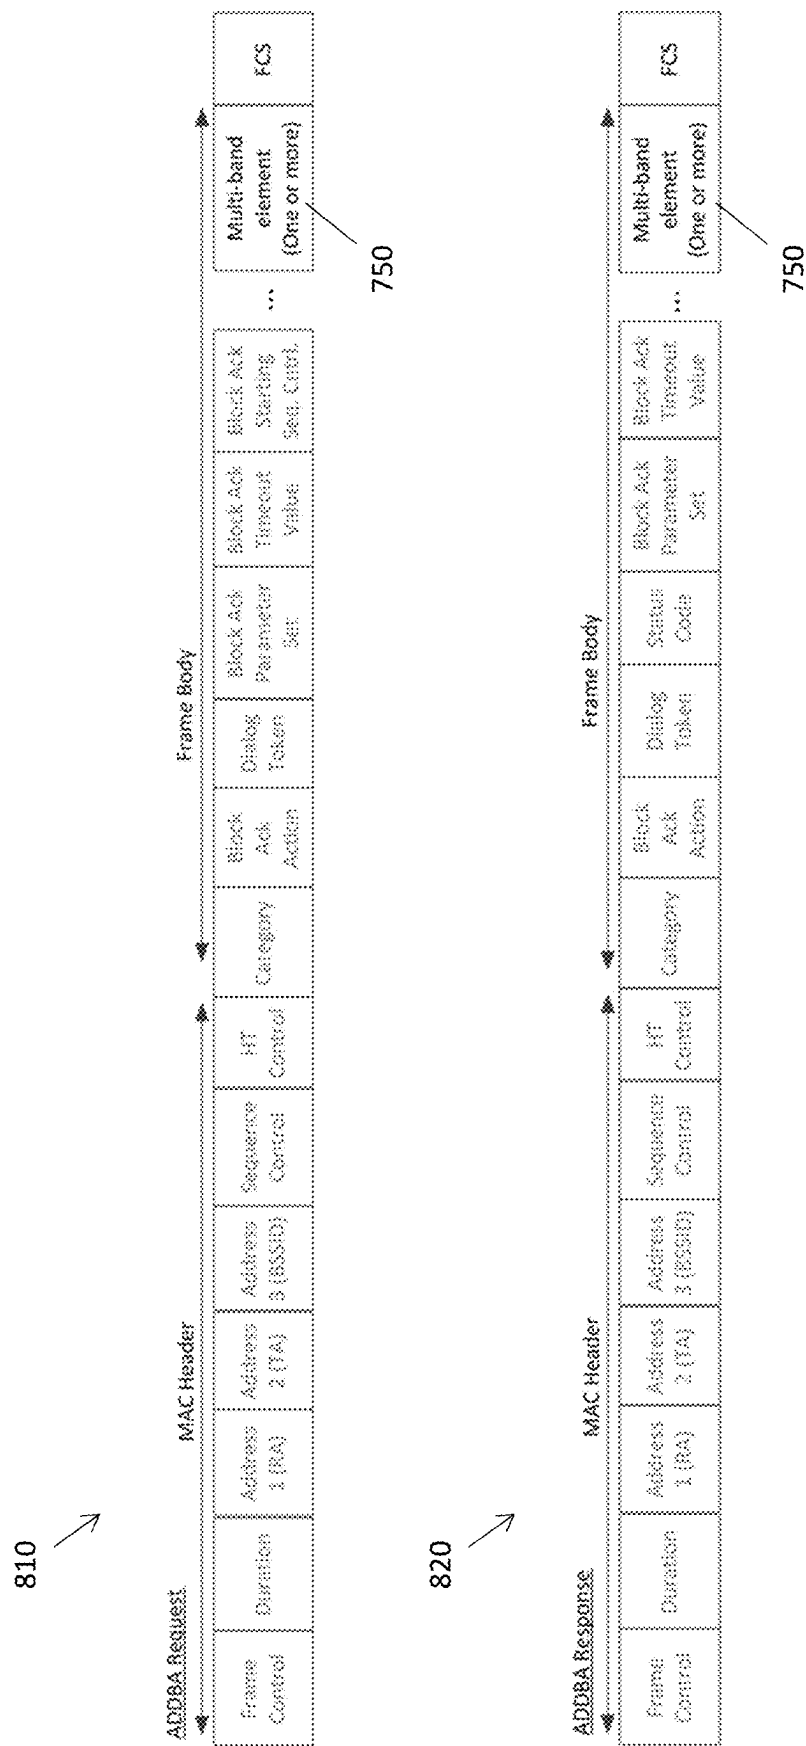 810
ADDBA Request
MAC Header
Frame Body
Frame
Control
Duration
Address
1 (RA)
Address
2 (TA)
Address
3 (BSSID)
Sequence
Control
HT
Control
Category
Block
Ack
Action
Dialog
Token
Block Ack
Parameter
Set
Block Ack
Timeout
Value
Block Ack
Starting
Seq. Cntrl.
...
Multi-band
element
(One or more)
FCS
750
820
ADDBA Response
MAC Header
Frame Body
Frame
Control
Duration
Address
1 (RA)
Address
2 (TA)
Address
3 (BSSID)
Sequence
Control
HT
Control
Category
Block
Ack
Action
Dialog
Token
Status
Code
Block Ack
Parameter
Set
Block Ack
Timeout
Value
...
Multi-band
element
(One or more)
FCS
750